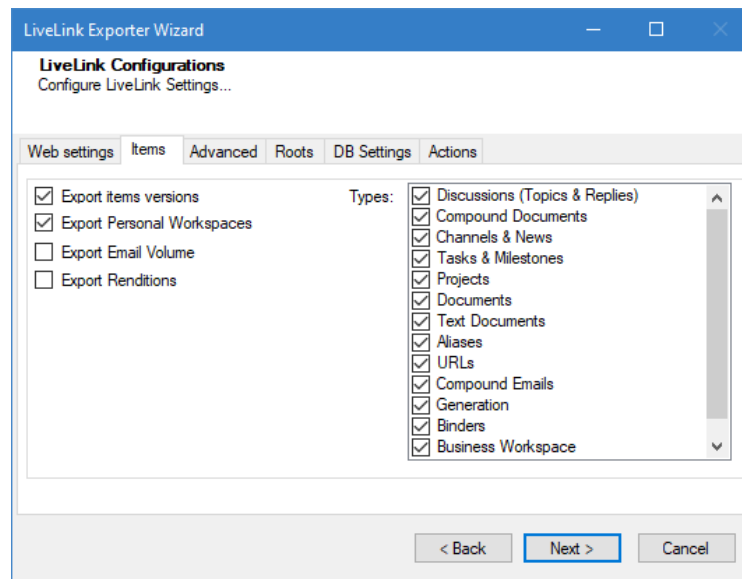 LiveLink Exporter Wizard
LiveLink Configurations
Configure LiveLink Settings...
Web settings Items Advanced Roots DB Settings Actions
Export items versions
Export Personal Workspaces
Export Email Volume
Export Renditions
Types:
Discussions (Topics & Replies)
Compound Documents
Channels & News
Tasks & Milestones
Projects
Documents
Text Documents
Aliases
URLs
Compound Emails
Generation
Binders
Business Workspace
< Back Next > Cancel